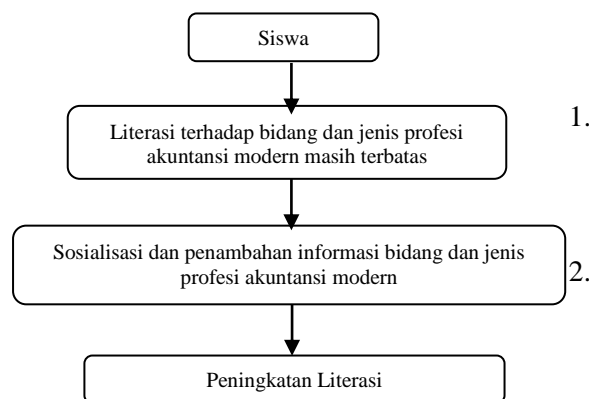 Siswa
Literasi terhadap bidang dan jenis profesi
akuntansi modern masih terbatas
1.
Sosialisasi dan penambahan informasi bidang dan jenis
profesi akuntansi modern
2.
Peningkatan Literasi